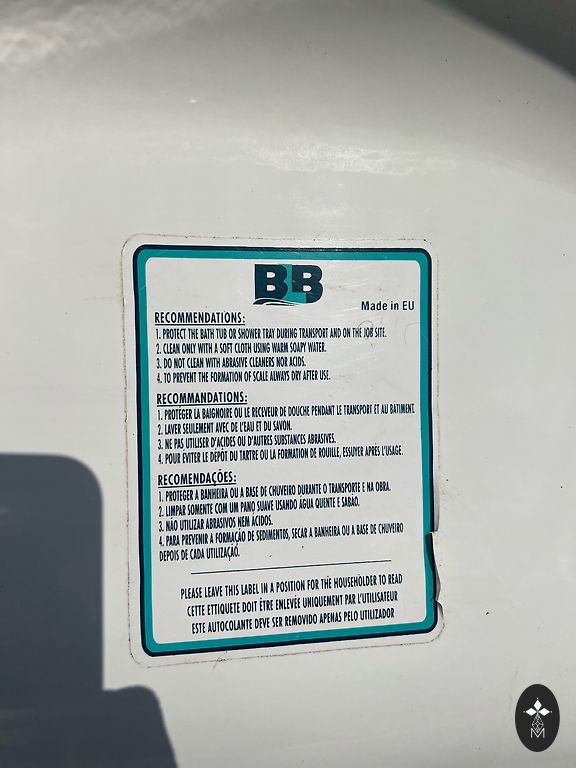 BLB
Made in EU
RECOMMENDATIONS:
1. PROTECT THE BATH TUB OR SHOWER TRAY DURING TRANSPORT AND ON THE JOB SITE.
2. CLEAN ONLY WITH A SOFT CLOTH USING WARM SOAPY WATER.
3. DO NOT CLEAN WITH ABRASIVE CLEANERS NOR ACIDS.
4. TO PREVENT THE FORMATION OF SCALE ALWAYS DRY AFTER USE.
RECOMMANDATIONS:
1. PROTÉGER LA BAIGNOIRE OU LE RECEVEUR DE DOUCHE PENDANT LE TRANSPORT ET AU BATIMENT.
2. LAVER SEULEMENT AVEC DE L'EAU ET DU SAVON.
3. NE PAS UTILISER D'ACIDES OU D'AUTRES SUBSTANCES ABRASIVES.
4. POUR ÉVITER LE DÉPÔT DU TARTRE OU LA FORMATION DE ROUILLE, ESSUYER APRÈS L'USAGE.
RECOMENDAÇÕES:
1. PROTEGER A BANHEIRA OU A BASE DE CHUVEIRO DURANTE O TRANSPORTE E NA OBRA.
2. LIMPAR SOMENTE COM UM PANO SUAVE USANDO ÁGUA QUENTE E SABÃO.
3. NÃO UTILIZAR ABRASIVOS NEM ÁCIDOS.
4. PARA PREVENIR A FORMAÇÃO DE SEDIMENTOS, SECAR A BANHEIRA OU A BASE DE CHUVEIRO
DEPOIS DE CADA UTILIZAÇÃO.
PLEASE LEAVE THIS LABEL IN A POSITION FOR THE HOUSEHOLDER TO READ
CETTE ETTIQUETE DOIT ÊTRE ENLEVÉE UNIQUEMENT PAR L'UTILISATEUR
ESTE AUTOCOLANTE DEVE SER REMOVIDO APENAS PELO UTILIZADOR
M